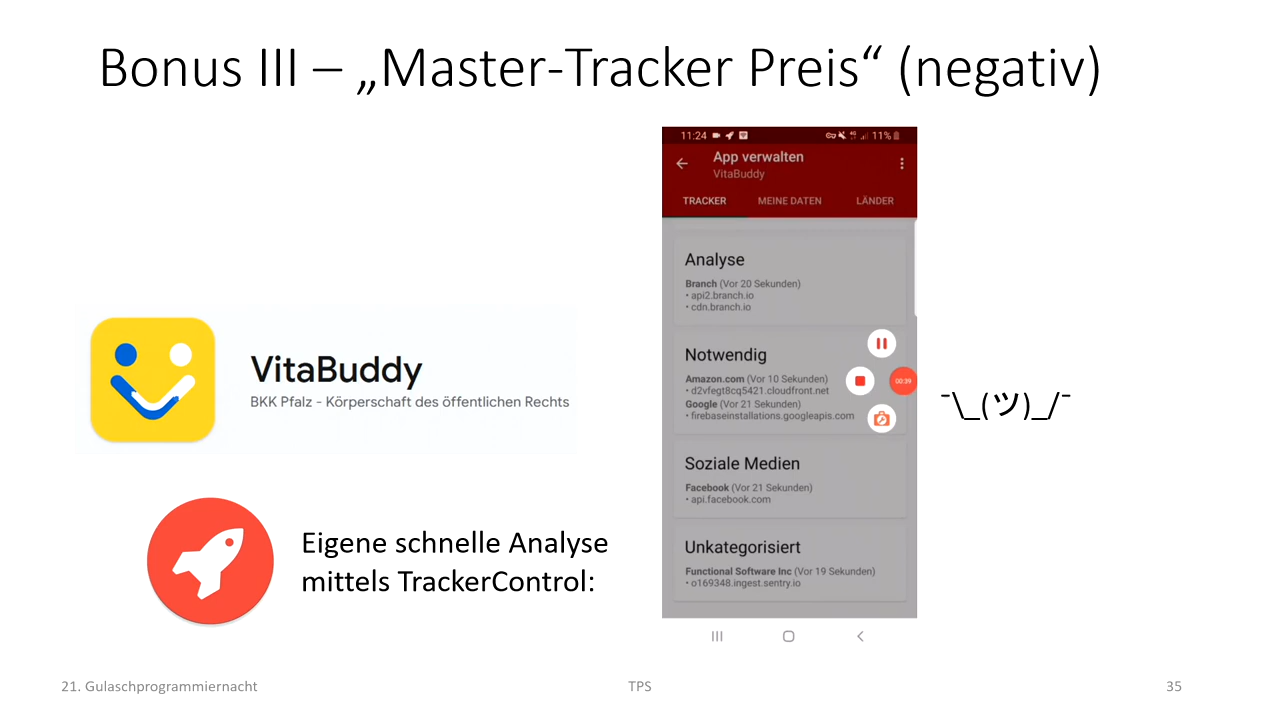 Bonus III – „Master-Tracker Preis“ (negativ)
VitaBuddy
BKK Pfalz - Körperschaft des öffentlichen Rechts
Eigene schnelle Analyse
mittels TrackerControl:
11:24
11%
App verwalten
VitaBuddy
TRACKER MEINE DATEN LÄNDER
Analyse
Branch (Vor 20 Sekunden)
• api2.branch.io
• cdn.branch.io
Notwendig
Amazon.com (Vor 10 Sekunden)
• d2vfegt8cq5421.cloudfront.net
Google (Vor 21 Sekunden)
• firebaseinstallations.googleapis.com
00:39
Soziale Medien
Facebook (Vor 21 Sekunden)
• api.facebook.com
Unkategorisiert
Functional Software Inc (Vor 19 Sekunden)
• o169348.ingest.sentry.io
¯\_(ツ)_/¯
21. Gulaschprogrammiernacht
TPS
35